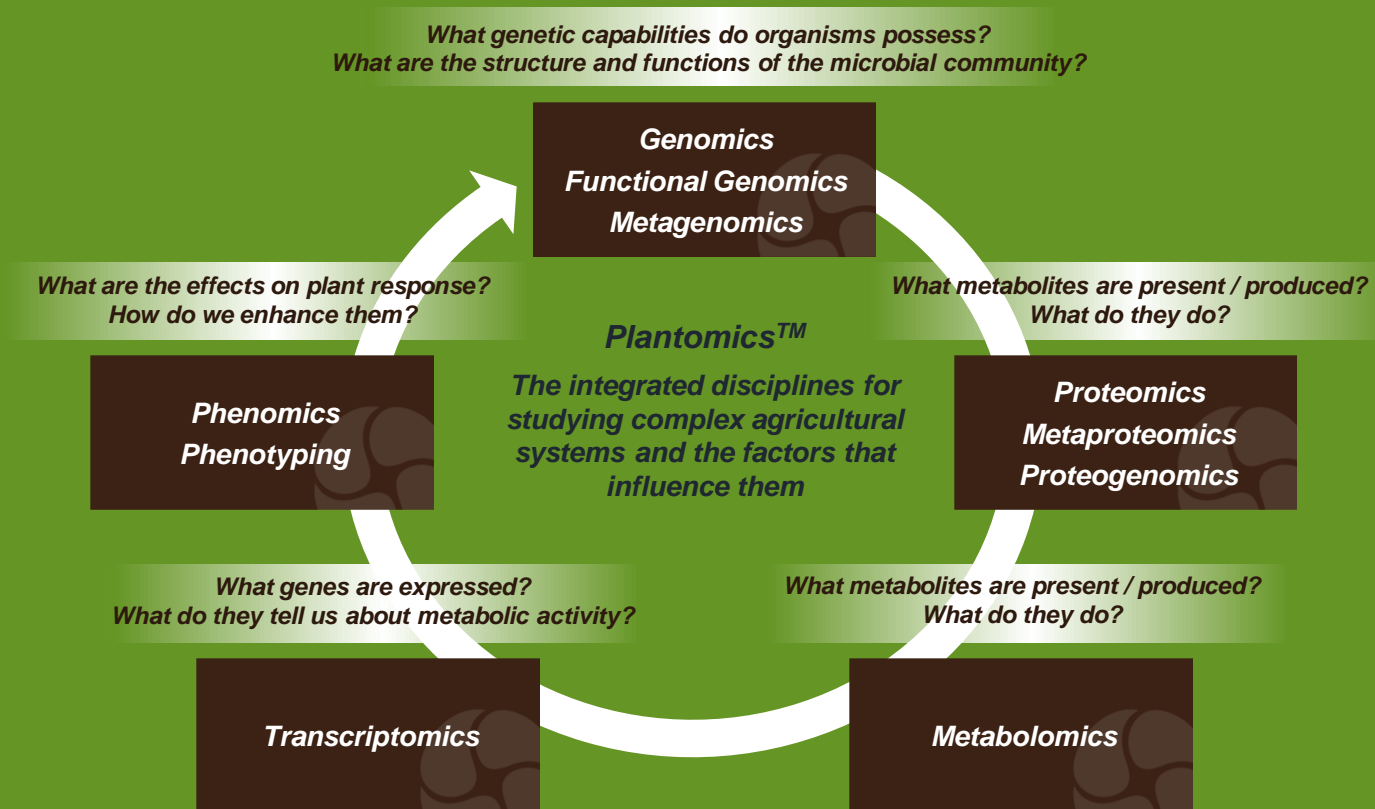 What genetic capabilities do organisms possess?
What are the structure and functions of the microbial community?
Genomics
Functional Genomics
Metagenomics
What metabolites are present / produced?
What do they do?
Proteomics
Metaproteomics
Proteogenomics
What metabolites are present / produced?
What do they do?
Metabolomics
What genes are expressed?
What do they tell us about metabolic activity?
Transcriptomics
What are the effects on plant response?
How do we enhance them?
Phenomics
Phenotyping
Plantomics™
The integrated disciplines for
studying complex agricultural
systems and the factors that
influence them